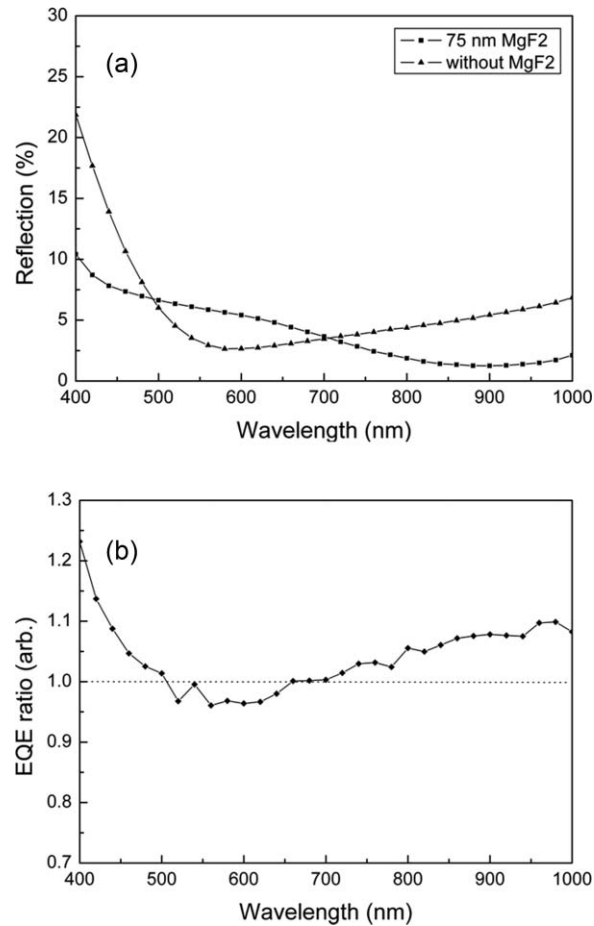 30
25
20
15
10
5
0
Reflection (%)
(a)
75 nm MgF2
without MgF2
400 500 600 700 800 900 1000
Wavelength (nm)
1.3
1.2
1.1
1.0
0.9
0.8
0.7
EQE ratio (arb.)
(b)
400 500 600 700 800 900 1000
Wavelength (nm)